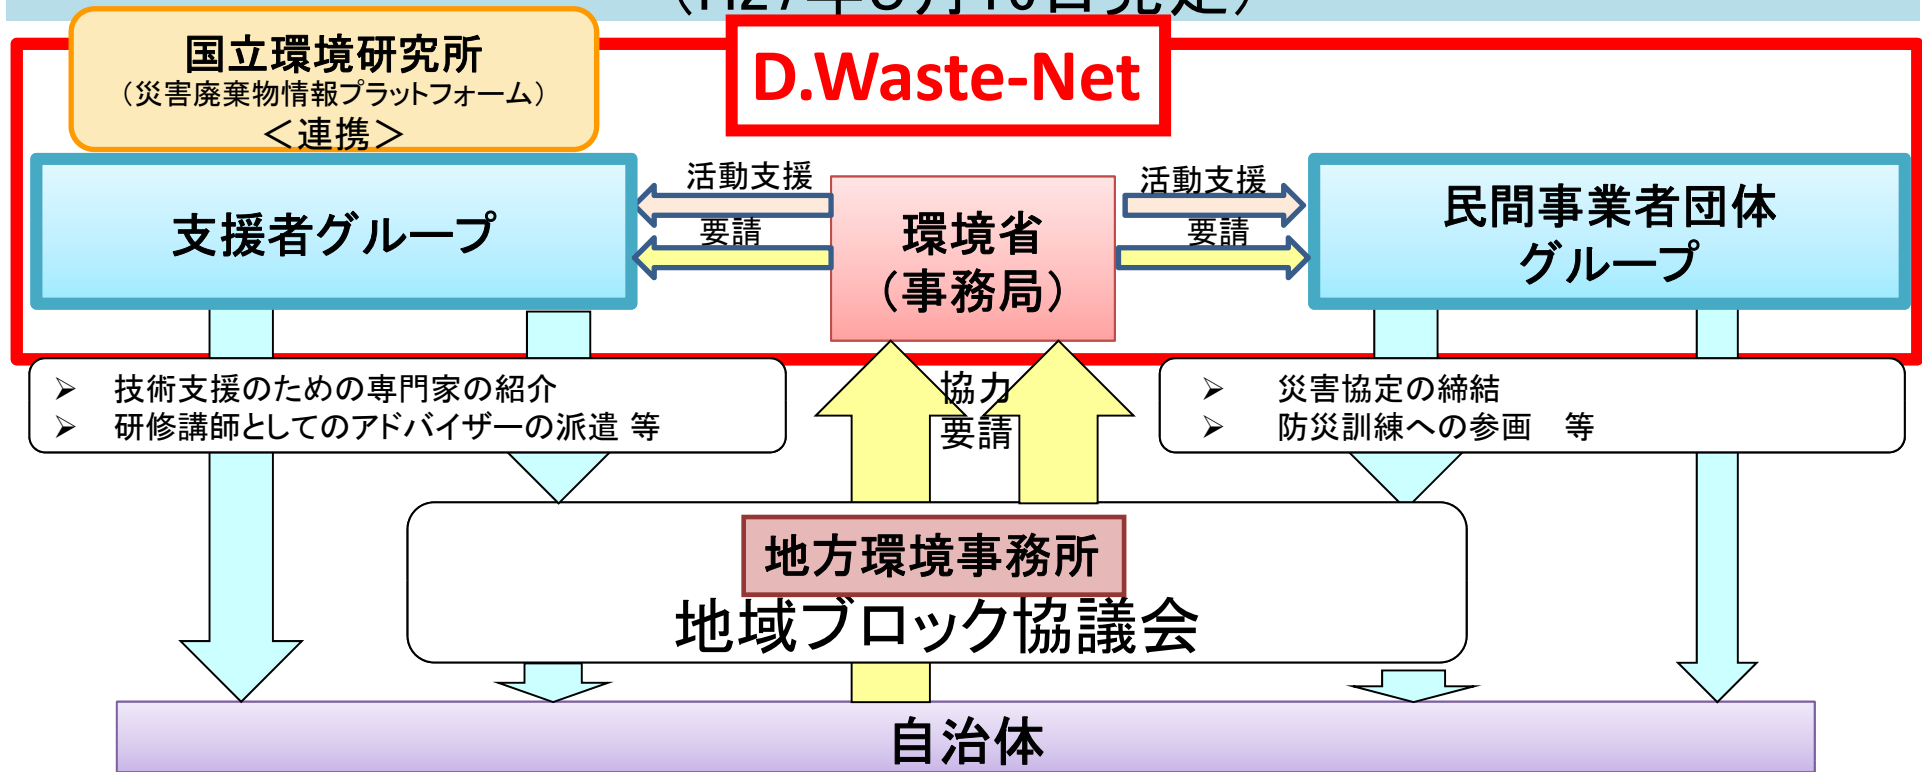 国立環境研究所
（災害廃棄物情報プラットフォーム）
＜連携＞
D.Waste-Net
支援者グループ
活動支援
要請
環境省
（事務局）
活動支援
要請
民間事業者団体
グループ
➢ 技術支援のための専門家の紹介
➢ 研修講師としてのアドバイザーの派遣 等
協力
要請
➢ 災害協定の締結
➢ 防災訓練への参画　等
地方環境事務所
地域ブロック協議会
自治体